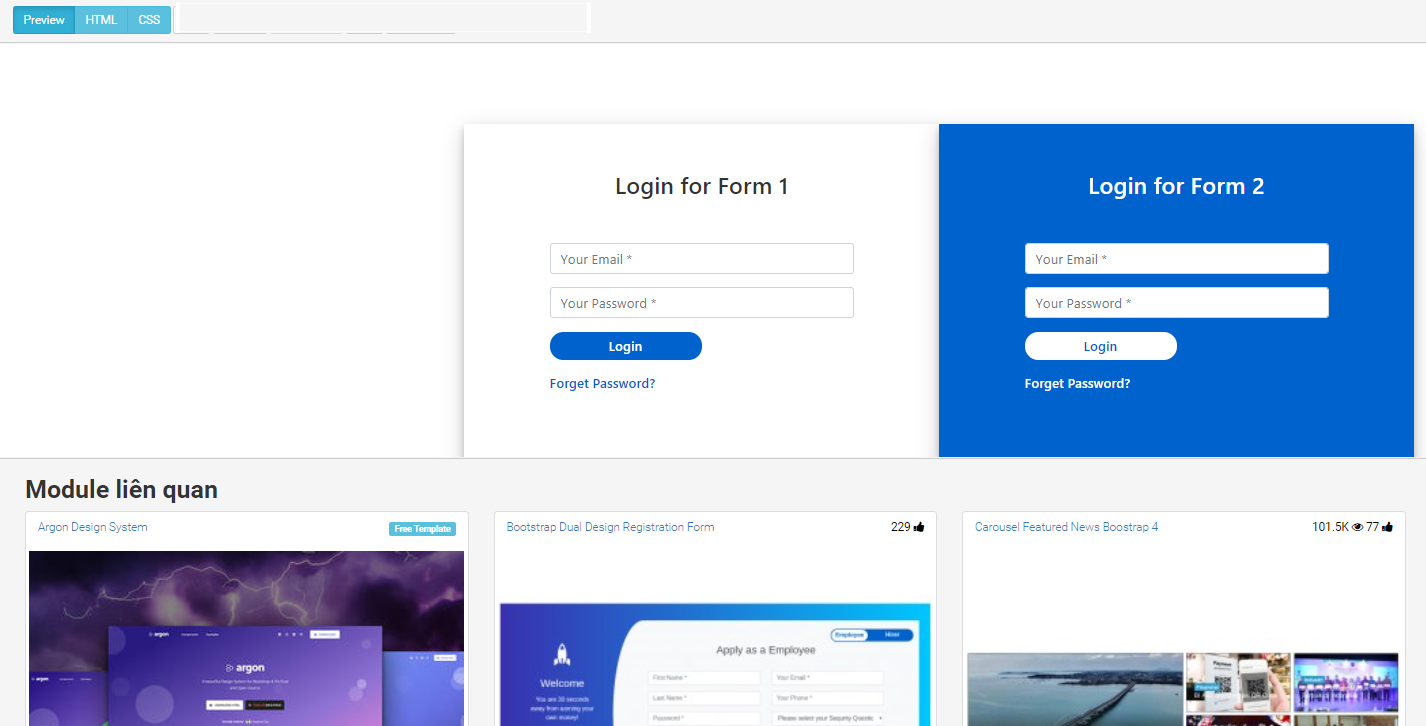 Preview HTML CSS
Login for Form 1
Your Email *
Your Password *
Login
Forget Password?
Login for Form 2
Your Email *
Your Password *
Login
Forget Password?
Module liên quan
Argon Design System
Free Template
argon
argon
argon
Bootstrap Dual Design Registration Form
229
Employee
Hirer
Apply as a Employee
Welcome
You are 30 seconds
away from earning your
own money!
First Name *
Your Email *
Last Name *
Your Phone *
Password *
Please select your Sequrity Questio
Carousel Featured News Boostrap 4
101.5K 77